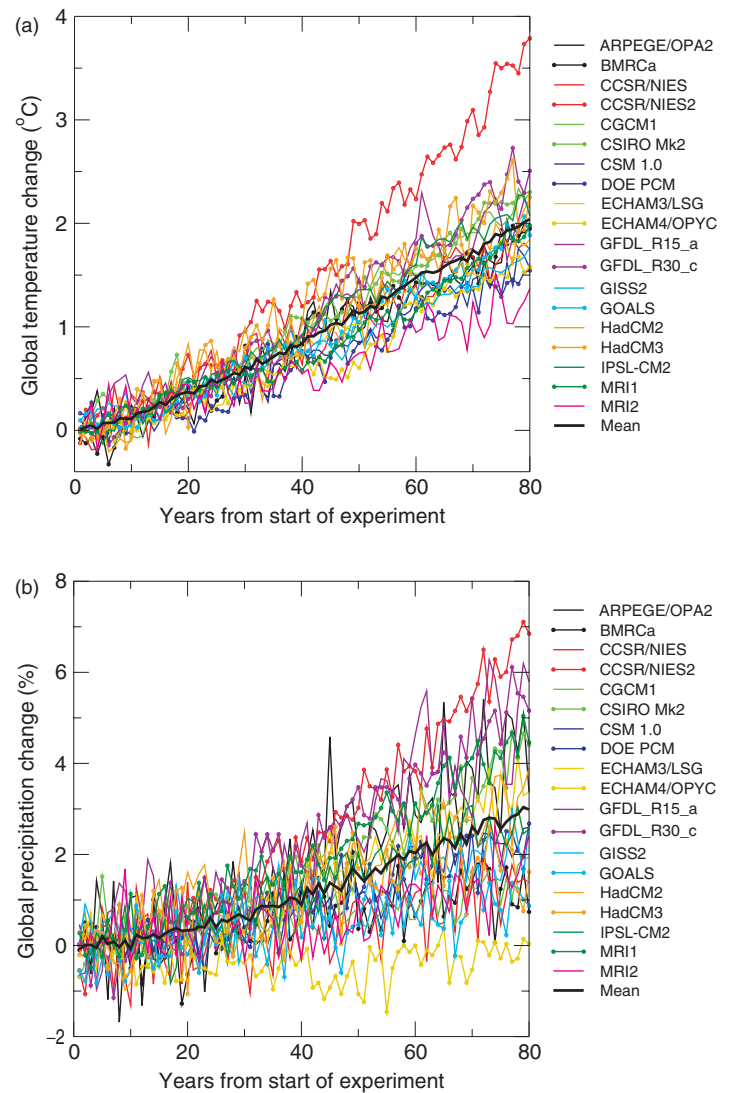 (a)
Global temperature change (°C)
4
3
2
1
0
0
20
40
60
80
Years from start of experiment
ARPEGE/OPA2
BMRCa
CCSR/NIES
CCSR/NIES2
CGCM1
CSIRO Mk2
CSM 1.0
DOE PCM
ECHAM3/LSG
ECHAM4/OPYC
GFDL_R15_a
GFDL_R30_c
GISS2
GOALS
HadCM2
HadCM3
IPSL-CM2
MRI1
MRI2
Mean
(b)
Global precipitation change (%)
8
6
4
2
0
−2
0
20
40
60
80
Years from start of experiment
ARPEGE/OPA2
BMRCa
CCSR/NIES
CCSR/NIES2
CGCM1
CSIRO Mk2
CSM 1.0
DOE PCM
ECHAM3/LSG
ECHAM4/OPYC
GFDL_R15_a
GFDL_R30_c
GISS2
GOALS
HadCM2
HadCM3
IPSL-CM2
MRI1
MRI2
Mean